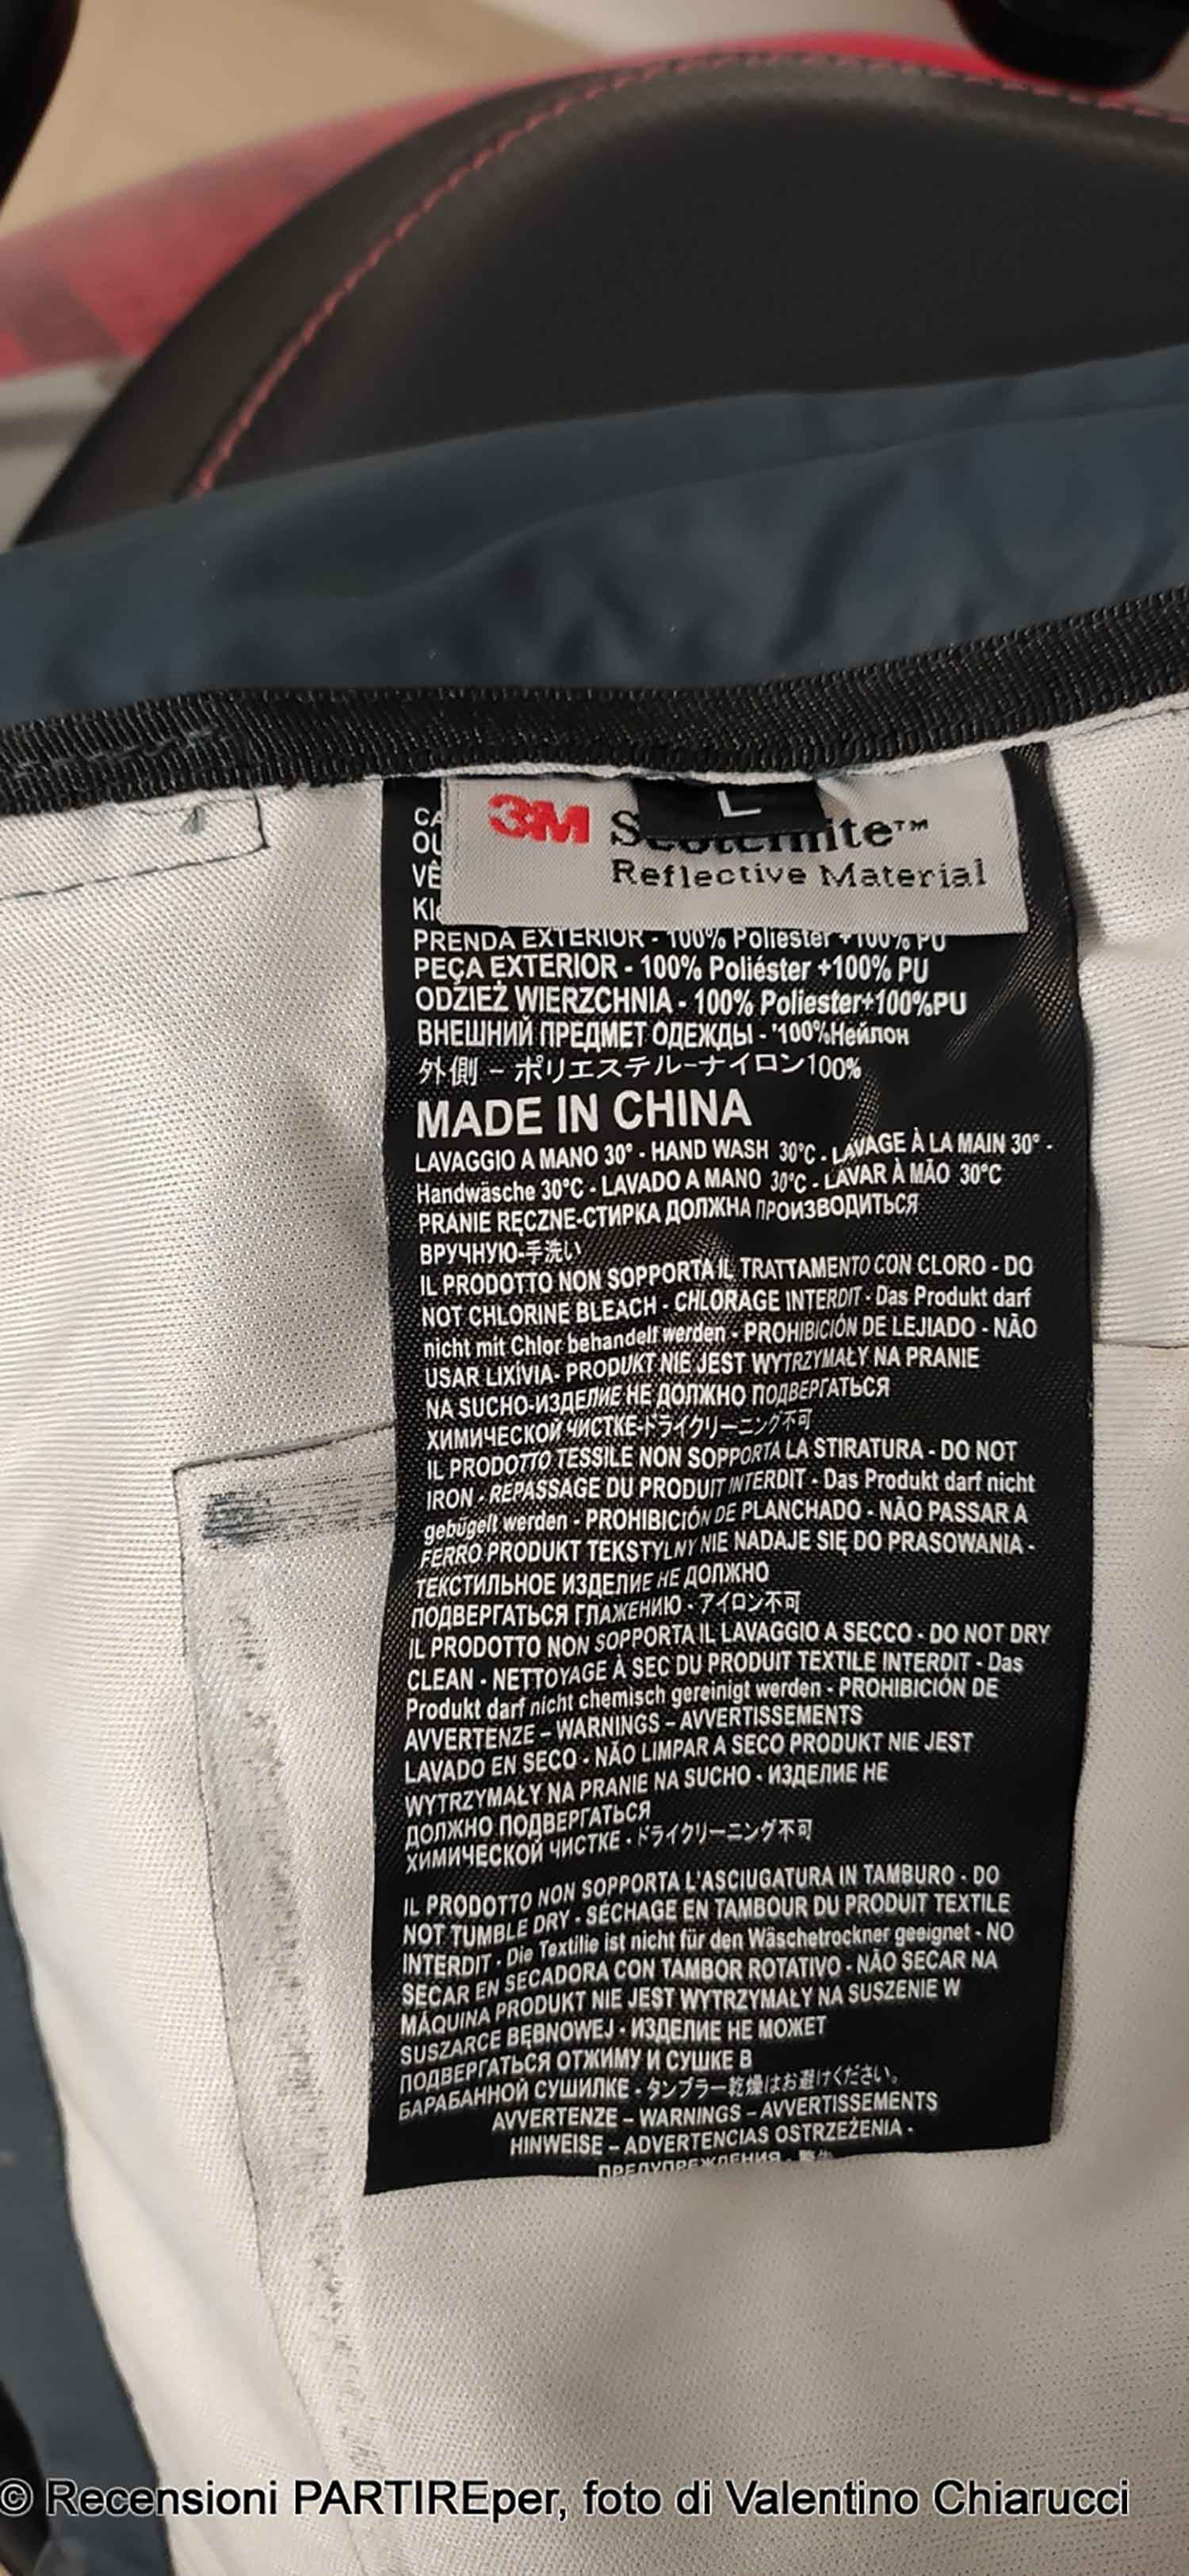 3M
L
Reflective Material
CA
OU
VÊ
Kle
PRENDA EXTERIOR - 100% Poliéster +100% PU
PEÇA EXTERIOR - 100% Poliéster +100% PU
ODŻIEŻ WIERZCHNIA - 100% Poliester+100%PU
ВНЕШНИЙ ПРЕДМЕТ ОДЕЖДЫ - '100%Нейлон
外側 – ポリエステル–ナイロン100%
MADE IN CHINA
LAVAGGIO A MANO 30° - HAND WASH 30°C - LAVAGE À LA MAIN 30° -
Handwäsche 30°C - LAVADO A MANO 30°C - LAVAR À MÃO 30°C
PRANIE RĘCZNE-СТИРКА ДОЛЖНА ПРОИЗВОДИТЬСЯ
ВРУЧНУЮ-手洗い
IL PRODOTTO NON SOPPORTA IL TRATTAMENTO CON CLORO - DO
NOT CHLORINE BLEACH - CHLORAGE INTERDIT - Das Produkt darf
nicht mit Chlor behandelt werden - PROHIBICIÓN DE LEJIADO - NÃO
USAR LIXÍVIA- PRODUKT NIE JEST WYTRZYMAŁY NA PRANIE
NA SUCHO-ИЗДЕЛИЕ НЕ ДОЛЖНО ПОДВЕРГАТЬСЯ
ХИМИЧЕСКОЙ ЧИСТКЕ-ドライクリーニング不可
IL PRODOTTO TESSILE NON SOPPORTA LA STIRATURA - DO NOT
IRON - REPASSAGE DU PRODUIT INTERDIT - Das Produkt darf nicht
gebügelt werden - PROHIBICIÓN DE PLANCHADO - NÃO PASSAR A
FERRO PRODUKT TEKSTYLNY NIE NADAJE SIĘ DO PRASOWANIA -
ТЕКСТИЛЬНОЕ ИЗДЕЛИЕ НЕ ДОЛЖНО
ПОДВЕРГАТЬСЯ ГЛАЖЕНИЮ - アイロン不可
IL PRODOTTO NON SOPPORTA IL LAVAGGIO A SECCO - DO NOT DRY
CLEAN - NETTOYAGE À SEC DU PRODUIT TEXTILE INTERDIT - Das
Produkt darf nicht chemisch gereinigt werden - PROHIBICIÓN DE
AVVERTENZE – WARNINGS – AVVERTISSEMENTS
LAVADO EN SECO - NÃO LIMPAR A SECO PRODUKT NIE JEST
WYTRZYMAŁY NA PRANIE NA SUCHO - ИЗДЕЛИЕ НЕ
ДОЛЖНО ПОДВЕРГАТЬСЯ
ХИМИЧЕСКОЙ ЧИСТКЕ - ドライクリーニング不可
IL PRODOTTO NON SOPPORTA L'ASCIUGATURA IN TAMBURO - DO
NOT TUMBLE DRY - SÉCHAGE EN TAMBOUR DU PRODUIT TEXTILE
INTERDIT - Die Textilie ist nicht für den Wäschetrockner geeignet - NO
SECAR EN SECADORA CON TAMBOR ROTATIVO - NÃO SECAR NA
MÁQUINA PRODUKT NIE JEST WYTRZYMAŁY NA SUSZENIE W
SUSZARCE BĘBNOWEJ - ИЗДЕЛИЕ НЕ МОЖЕТ
ПОДВЕРГАТЬСЯ ОТЖИМУ И СУШКЕ В
БАРАБАННОЙ СУШИЛКЕ - タンブラー乾燥はお避けください。
AVVERTENZE – WARNINGS – AVVERTISSEMENTS
HINWEISE – ADVERTENCIAS OSTRZEŻENIA -
ПРЕДУПРЕЖДЕНИЯ -
© Recensioni PARTIREper, foto di Valentino Chiarucci